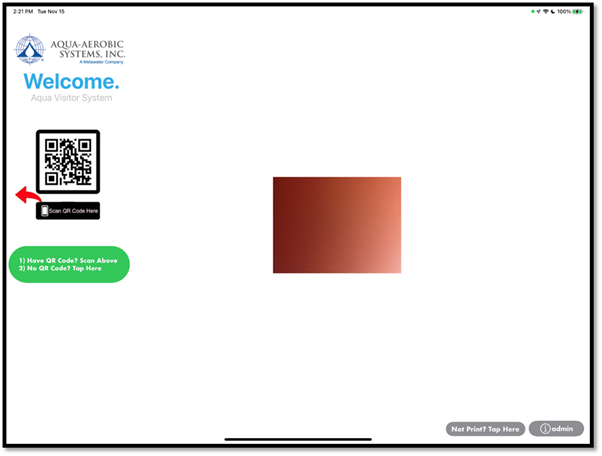 2:21 PM Tue Nov 15
100%
AQUA-AEROBIC
SYSTEMS, INC.
A Metawater Company
Welcome.
Aqua Visitor System
Scan QR Code Here
1) Have QR Code? Scan Above
2) No QR Code? Tap Here
Not Print? Tap Here
admin